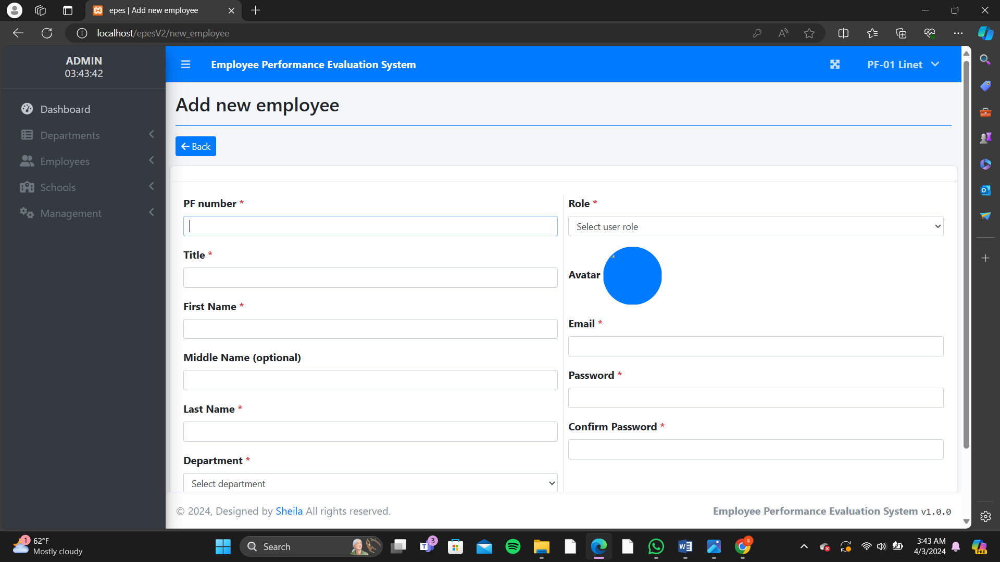 epes | Add new employee
localhost/epesV2/new_employee
ADMIN
03:43:42
Employee Performance Evaluation System
PF-01 Linet
Dashboard
Departments
Employees
Schools
Management
Add new employee
Back
PF number *
Title *
First Name *
Middle Name (optional)
Last Name *
Department *
Select department
Role *
Select user role
Avatar
Email *
Password *
Confirm Password *
© 2024, Designed by Sheila All rights reserved.
Employee Performance Evaluation System v1.0.0
1
62°F
Mostly cloudy
Search
T
3
W
S
3:43 AM
4/3/2024
PRE